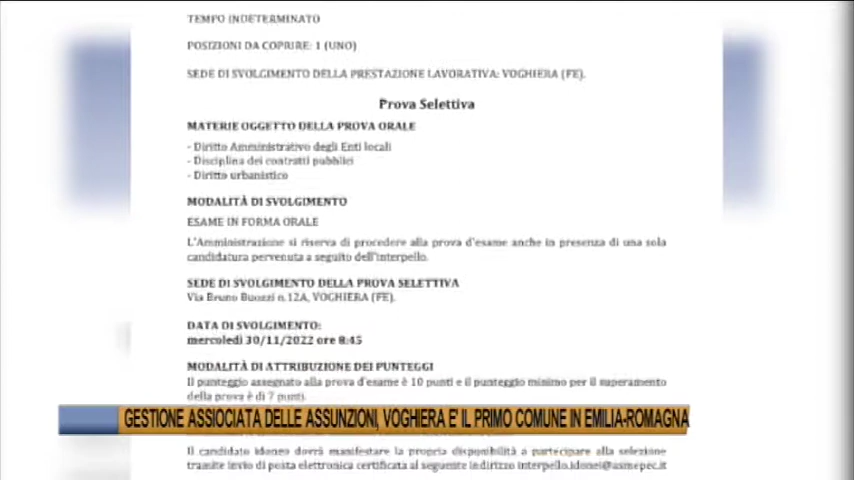 TEMPO INDETERMINATO
POSIZIONI DA COPRIRE: 1 (UNO)
SEDE DI SVOLGIMENTO DELLA PRESTAZIONE LAVORATIVA: VOGHIERA (FE).
Prova Selettiva
MATERIE OGGETTO DELLA PROVA ORALE
- Diritto Amministrativo degli Enti locali
- Disciplina dei contratti pubblici
- Diritto urbanistico
MODALITÀ DI SVOLGIMENTO
ESAME IN FORMA ORALE
L'Amministrazione si riserva di procedere alla prova d'esame anche in presenza di una sola
candidatura pervenuta a seguito dell'interpello.
SEDE DI SVOLGIMENTO DELLA PROVA SELETTIVA
Via Bruno Buozzi n.12A, VOGHIERA (FE).
DATA DI SVOLGIMENTO:
mercoledì 30/11/2022 ore 8:45
MODALITÀ DI ATTRIBUZIONE DEI PUNTEGGI
Il punteggio assegnato alla prova d'esame è 10 punti e il punteggio minimo per il superamento
della prova è di 7 punti.
GESTIONE ASSIOCIATA DELLE ASSUNZIONI, VOGHIERA E' IL PRIMO COMUNE IN EMILIA-ROMAGNA
Il candidato idoneo dovrà manifestare la propria disponibilità a partecipare alla selezione
tramite invio di posta elettronica certificata al seguente indirizzo interpello.idonei@asmepec.it